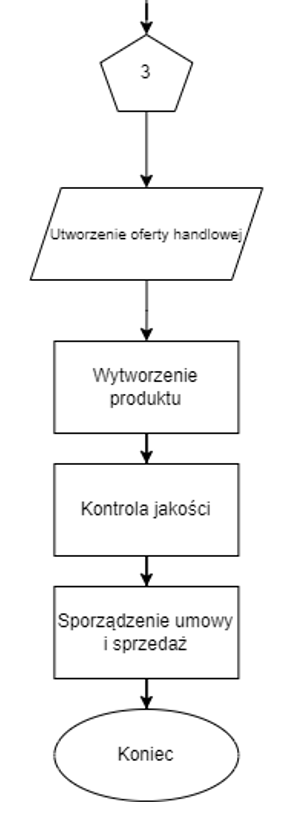 3
Utworzenie oferty handlowej
Wytworzenie
produktu
Kontrola jakości
Sporządzenie umowy
i sprzedaż
Koniec